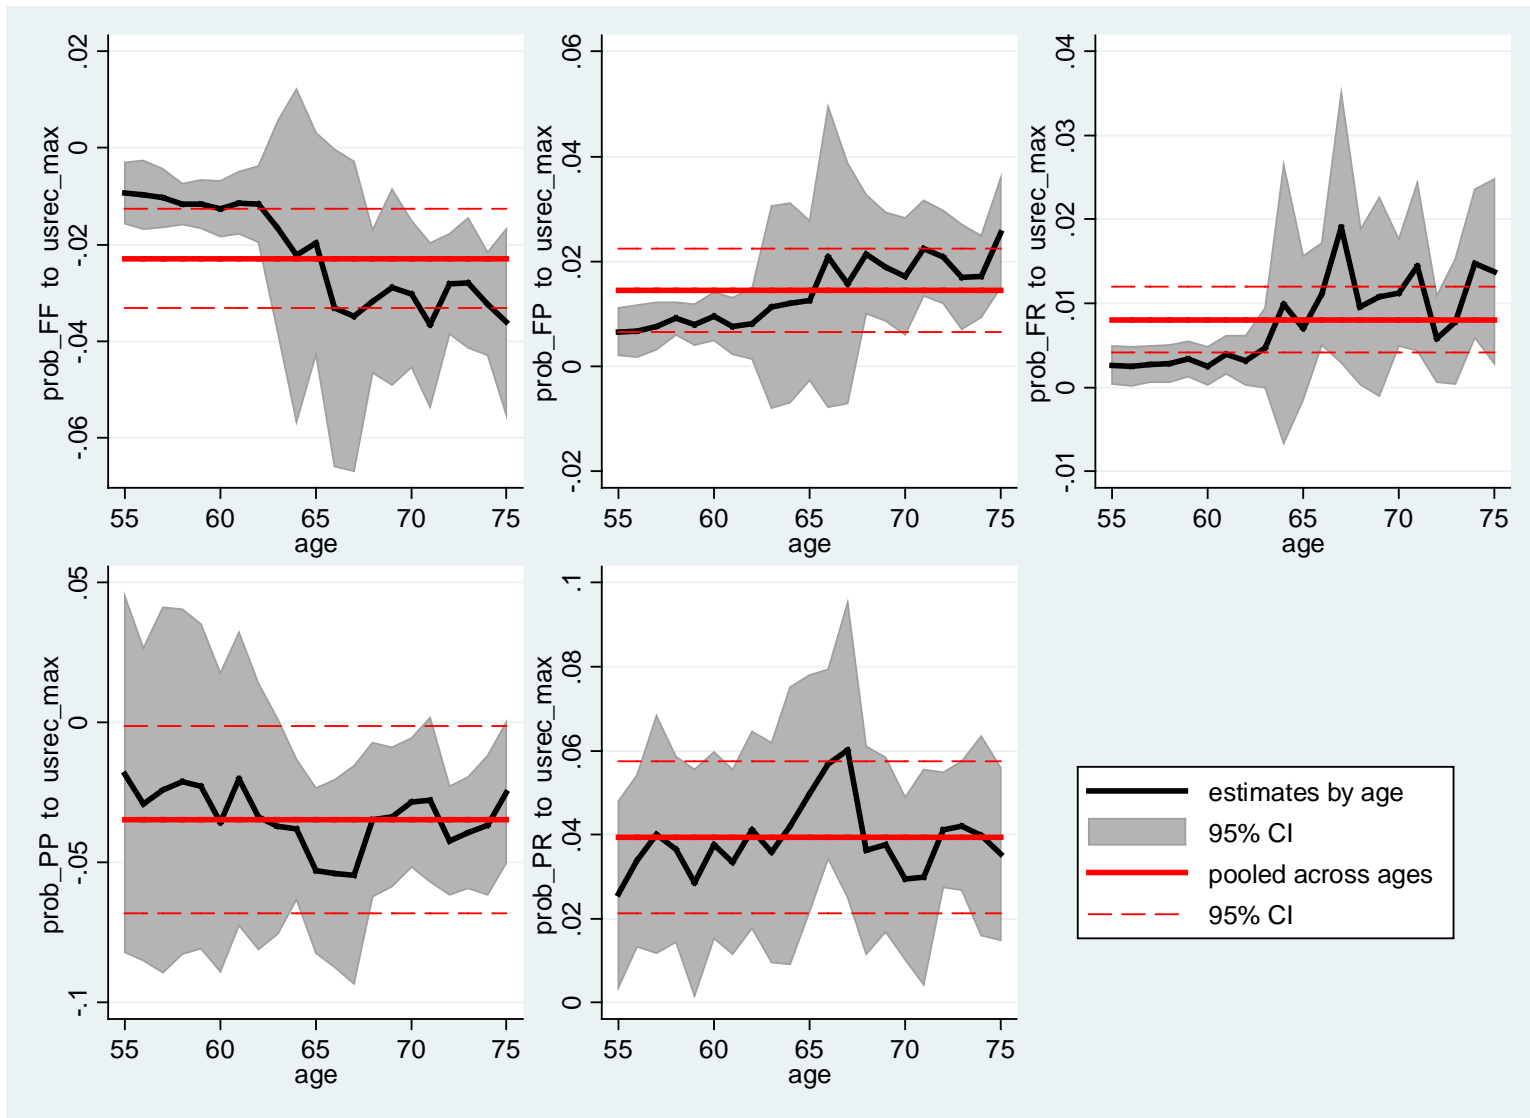 prob_FF to usrec_max
.02
0
-.02
-.04
-.06
55 60 65 70 75
age
prob_FP to usrec_max
.06
.04
.02
0
-.02
55 60 65 70 75
age
prob_FR to usrec_max
.04
.03
.02
.01
0
-.01
55 60 65 70 75
age
prob_PP to usrec_max
.05
0
-.05
-.1
55 60 65 70 75
age
prob_PR to usrec_max
.1
.08
.06
.04
.02
0
55 60 65 70 75
age
estimates by age
95% CI
pooled across ages
95% CI